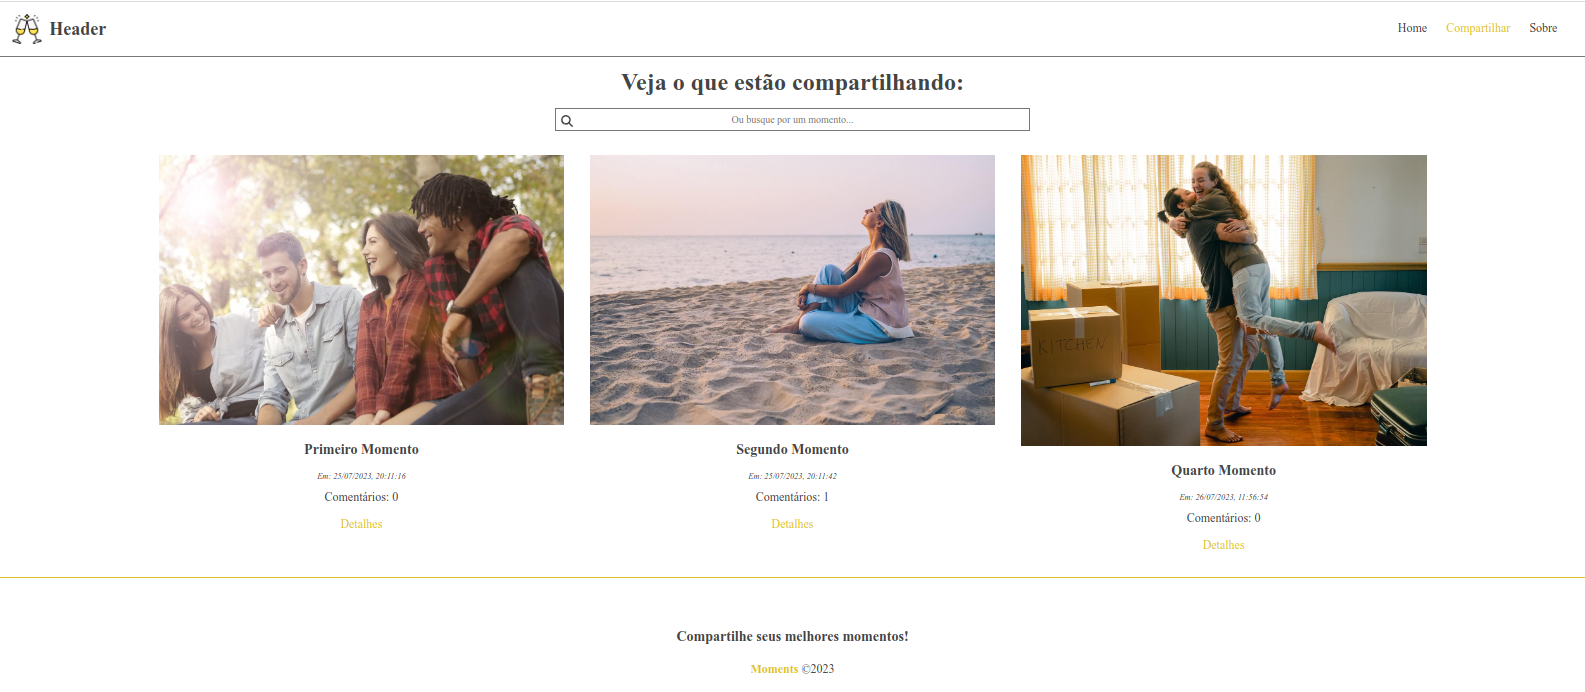 Header
Home Compartilhar Sobre
Veja o que estão compartilhando:
Ou busque por um momento...
KITCHEN
Primeiro Momento
Em: 25/07/2023, 20:11:16
Comentários: 0
Detalhes
Segundo Momento
Em: 25/07/2023, 20:11:42
Comentários: 1
Detalhes
Quarto Momento
Em: 26/07/2023, 11:56:54
Comentários: 0
Detalhes
Compartilhe seus melhores momentos!
Moments ©2023